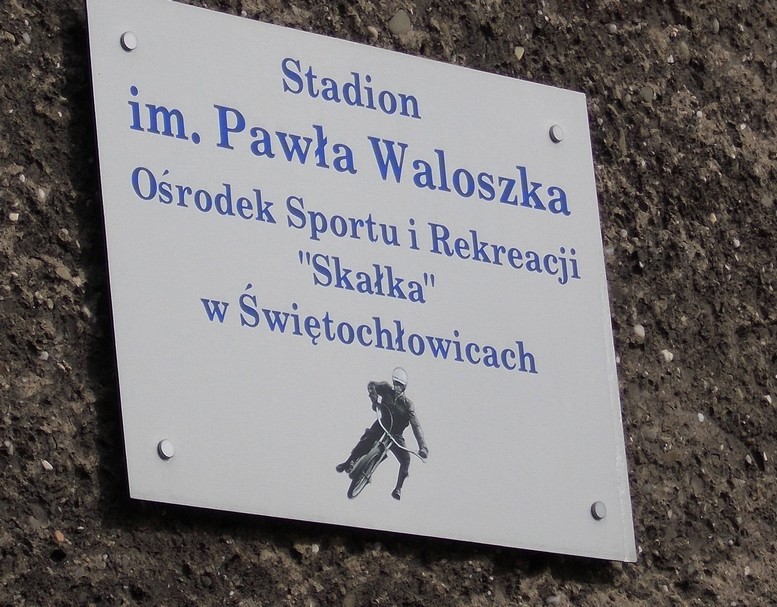 Stadion
im. Pawła Waloszka
Ośrodek Sportu i Rekreacji
"Skałka"
w Świętochłowicach